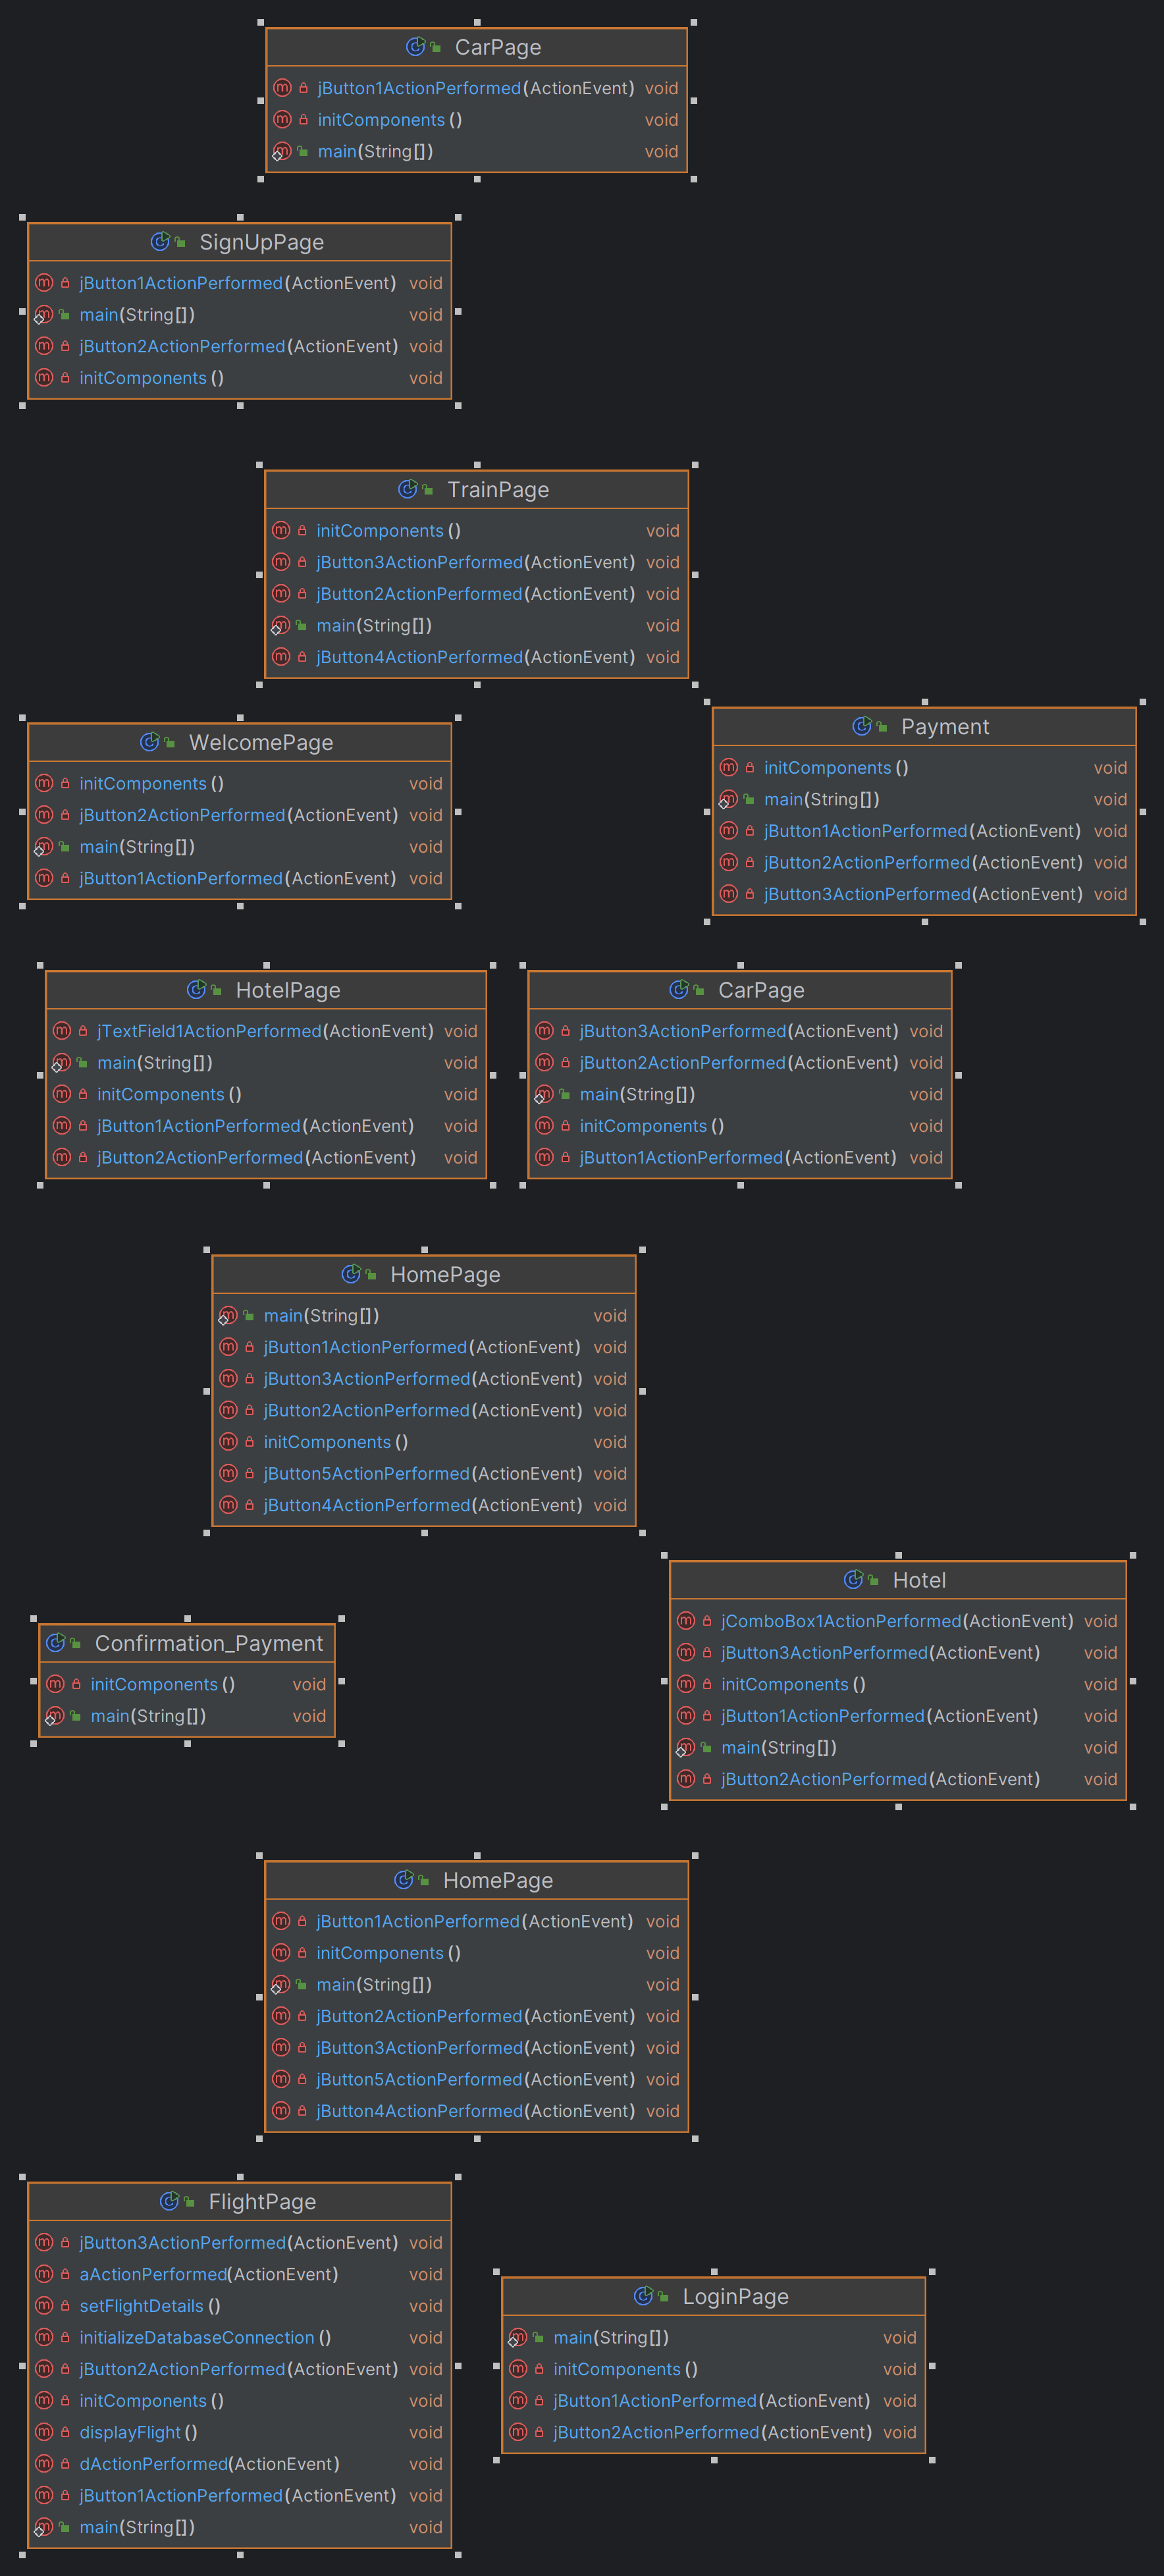 CarPage
jButton1ActionPerformed(ActionEvent) void
initComponents() void
main(String[]) void
SignUpPage
jButton1ActionPerformed(ActionEvent) void
main(String[]) void
jButton2ActionPerformed(ActionEvent) void
initComponents() void
TrainPage
initComponents() void
jButton3ActionPerformed(ActionEvent) void
jButton2ActionPerformed(ActionEvent) void
main(String[]) void
jButton4ActionPerformed(ActionEvent) void
WelcomePage
initComponents() void
jButton2ActionPerformed(ActionEvent) void
main(String[]) void
jButton1ActionPerformed(ActionEvent) void
Payment
initComponents() void
main(String[]) void
jButton1ActionPerformed(ActionEvent) void
jButton2ActionPerformed(ActionEvent) void
jButton3ActionPerformed(ActionEvent) void
HotelPage
jTextField1ActionPerformed(ActionEvent) void
main(String[]) void
initComponents() void
jButton1ActionPerformed(ActionEvent) void
jButton2ActionPerformed(ActionEvent) void
CarPage
jButton3ActionPerformed(ActionEvent) void
jButton2ActionPerformed(ActionEvent) void
main(String[]) void
initComponents() void
jButton1ActionPerformed(ActionEvent) void
HomePage
main(String[]) void
jButton1ActionPerformed(ActionEvent) void
jButton3ActionPerformed(ActionEvent) void
jButton2ActionPerformed(ActionEvent) void
initComponents() void
jButton5ActionPerformed(ActionEvent) void
jButton4ActionPerformed(ActionEvent) void
Hotel
jComboBox1ActionPerformed(ActionEvent) void
jButton3ActionPerformed(ActionEvent) void
initComponents() void
jButton1ActionPerformed(ActionEvent) void
main(String[]) void
jButton2ActionPerformed(ActionEvent) void
Confirmation_Payment
initComponents() void
main(String[]) void
HomePage
jButton1ActionPerformed(ActionEvent) void
initComponents() void
main(String[]) void
jButton2ActionPerformed(ActionEvent) void
jButton3ActionPerformed(ActionEvent) void
jButton5ActionPerformed(ActionEvent) void
jButton4ActionPerformed(ActionEvent) void
FlightPage
jButton3ActionPerformed(ActionEvent) void
aActionPerformed(ActionEvent) void
setFlightDetails() void
initializeDatabaseConnection() void
jButton2ActionPerformed(ActionEvent) void
initComponents() void
displayFlight() void
dActionPerformed(ActionEvent) void
jButton1ActionPerformed(ActionEvent) void
main(String[]) void
LoginPage
main(String[]) void
initComponents() void
jButton1ActionPerformed(ActionEvent) void
jButton2ActionPerformed(ActionEvent) void